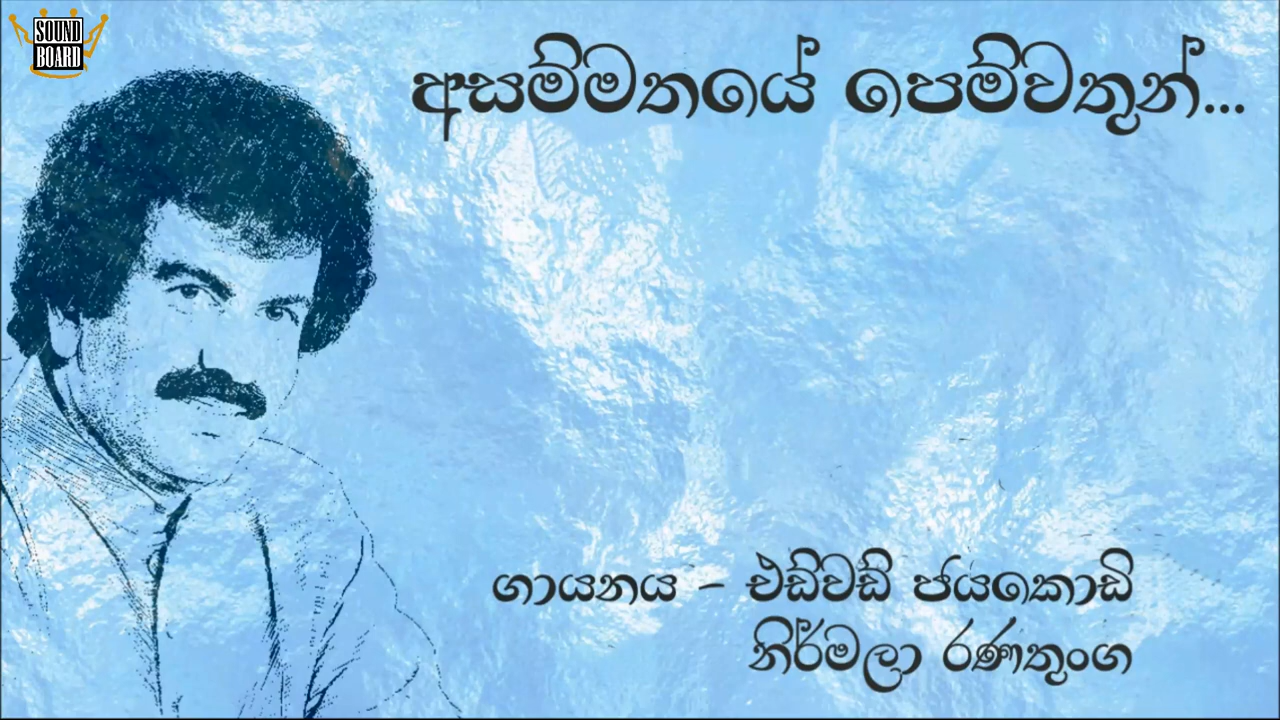 SOUND
BOARD
අසම්මතයේ පෙම්වතූන්...
ගායනය – එඩ්වඩ් ජයකොඩි
නිර්මලා රණතුංග